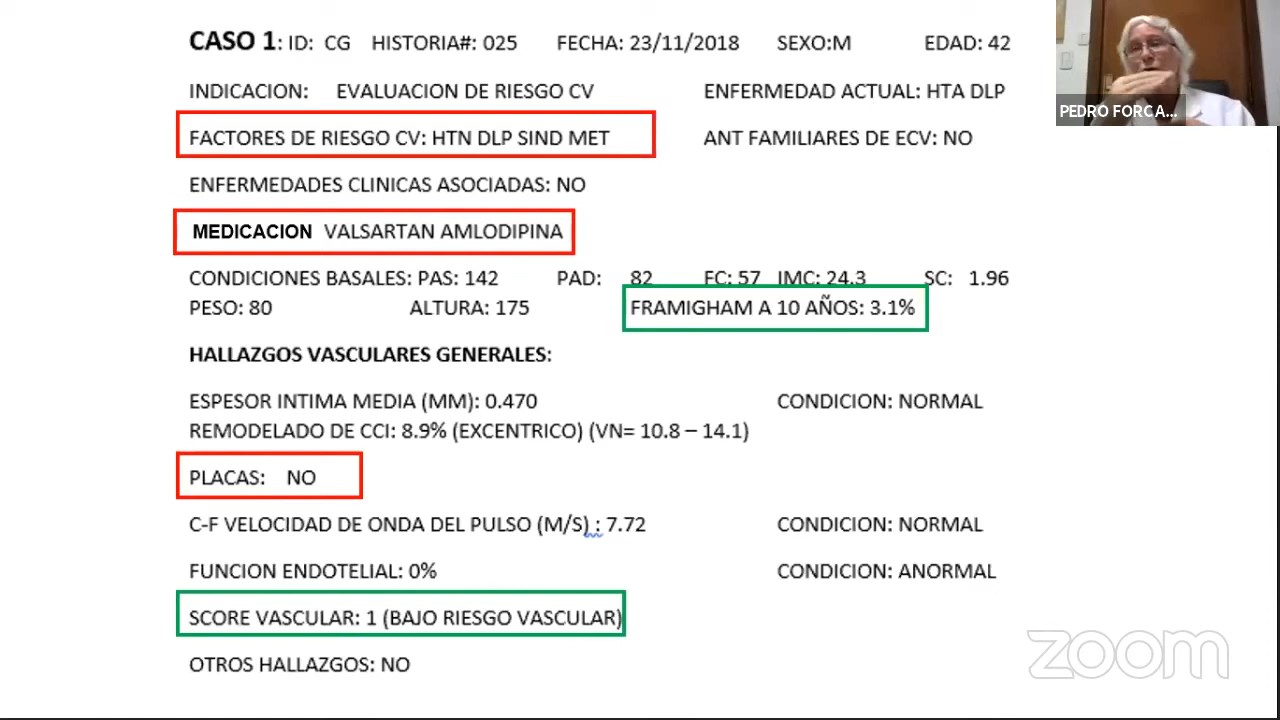 CASO 1: ID: CG HISTORIA#: 025 FECHA: 23/11/2018 SEXO:M EDAD: 42
INDICACION: EVALUACION DE RIESGO CV ENFERMEDAD ACTUAL: HTA DLP
FACTORES DE RIESGO CV: HTN DLP SIND MET ANT FAMILIARES DE ECV: NO
ENFERMEDADES CLINICAS ASOCIADAS: NO
MEDICACION VALSARTAN AMLODIPINA
CONDICIONES BASALES: PAS: 142 PAD: 82 FC: 57 IMC: 24.3 SC: 1.96
PESO: 80 ALTURA: 175 FRAMIGHAM A 10 AÑOS: 3.1%
HALLAZGOS VASCULARES GENERALES:
ESPESOR INTIMA MEDIA (MM): 0.470 CONDICION: NORMAL
REMODELADO DE CCI: 8.9% (EXCENTRICO) (VN= 10.8 – 14.1)
PLACAS: NO
C-F VELOCIDAD DE ONDA DEL PULSO (M/S) : 7.72 CONDICION: NORMAL
FUNCION ENDOTELIAL: 0% CONDICION: ANORMAL
SCORE VASCULAR: 1 (BAJO RIESGO VASCULAR)
OTROS HALLAZGOS: NO
PEDRO FORCA...
zoom